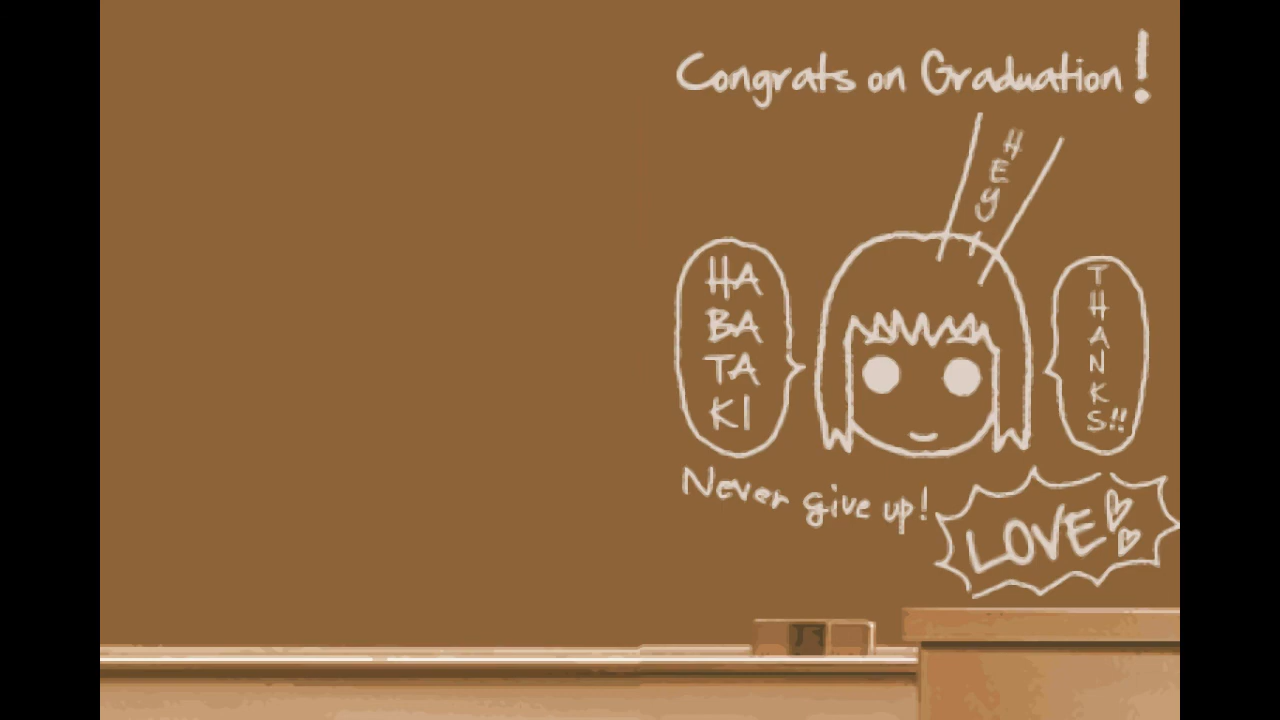 Congrats on Graduation!
HEY!
HA
BA
TA
KI
THANKS!!
Never give up!
LOVE♡♡